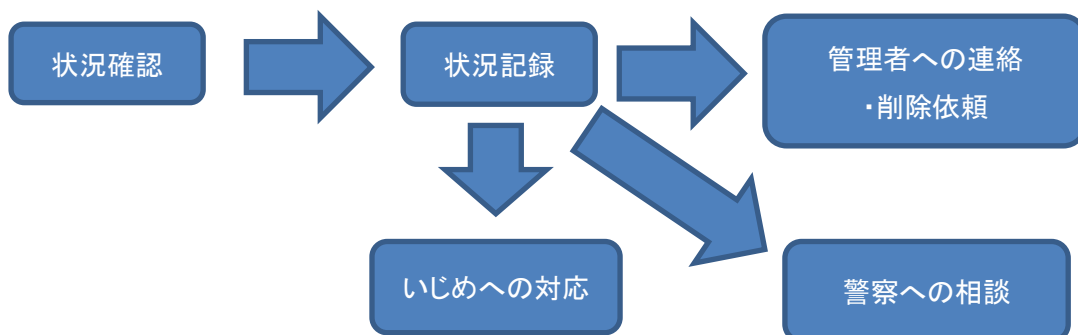 状況確認
状況記録
管理者への連絡
・削除依頼
いじめへの対応
警察への相談